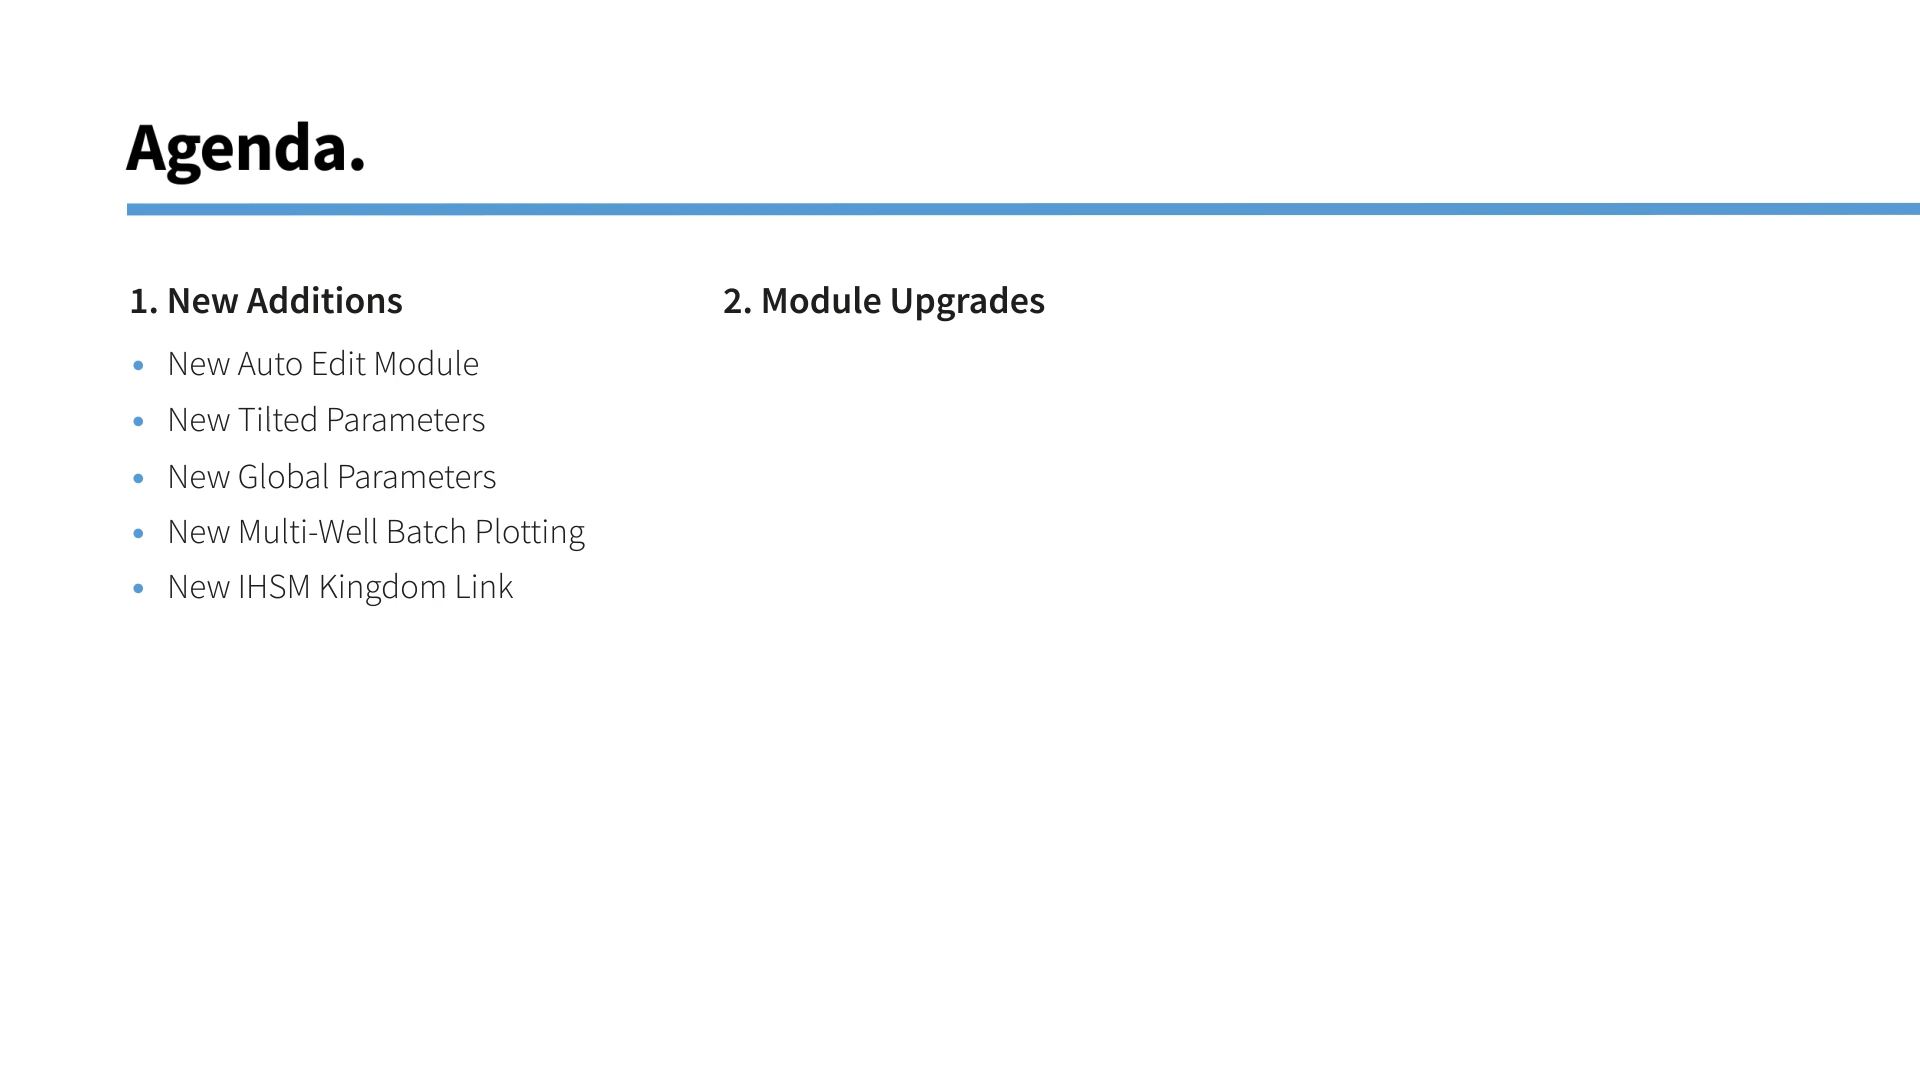 Agenda.
1. New Additions
• New Auto Edit Module
• New Tilted Parameters
• New Global Parameters
• New Multi-Well Batch Plotting
• New IHSM Kingdom Link
2. Module Upgrades